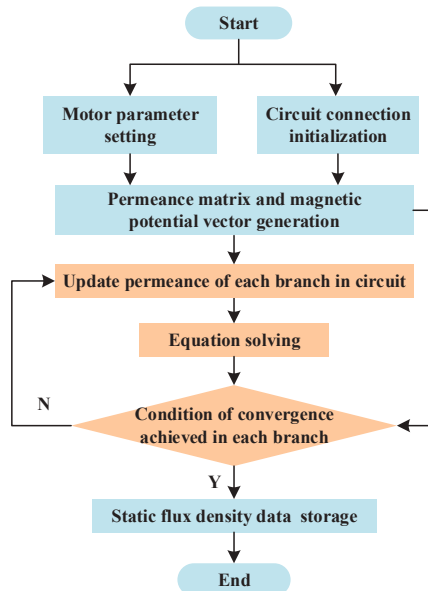 Start
Motor parameter
setting
Circuit connection
initialization
Permeance matrix and magnetic
potential vector generation
Update permeance of each branch in circuit
Equation solving
Condition of convergence
achieved in each branch
N
Y
Static flux density data storage
End